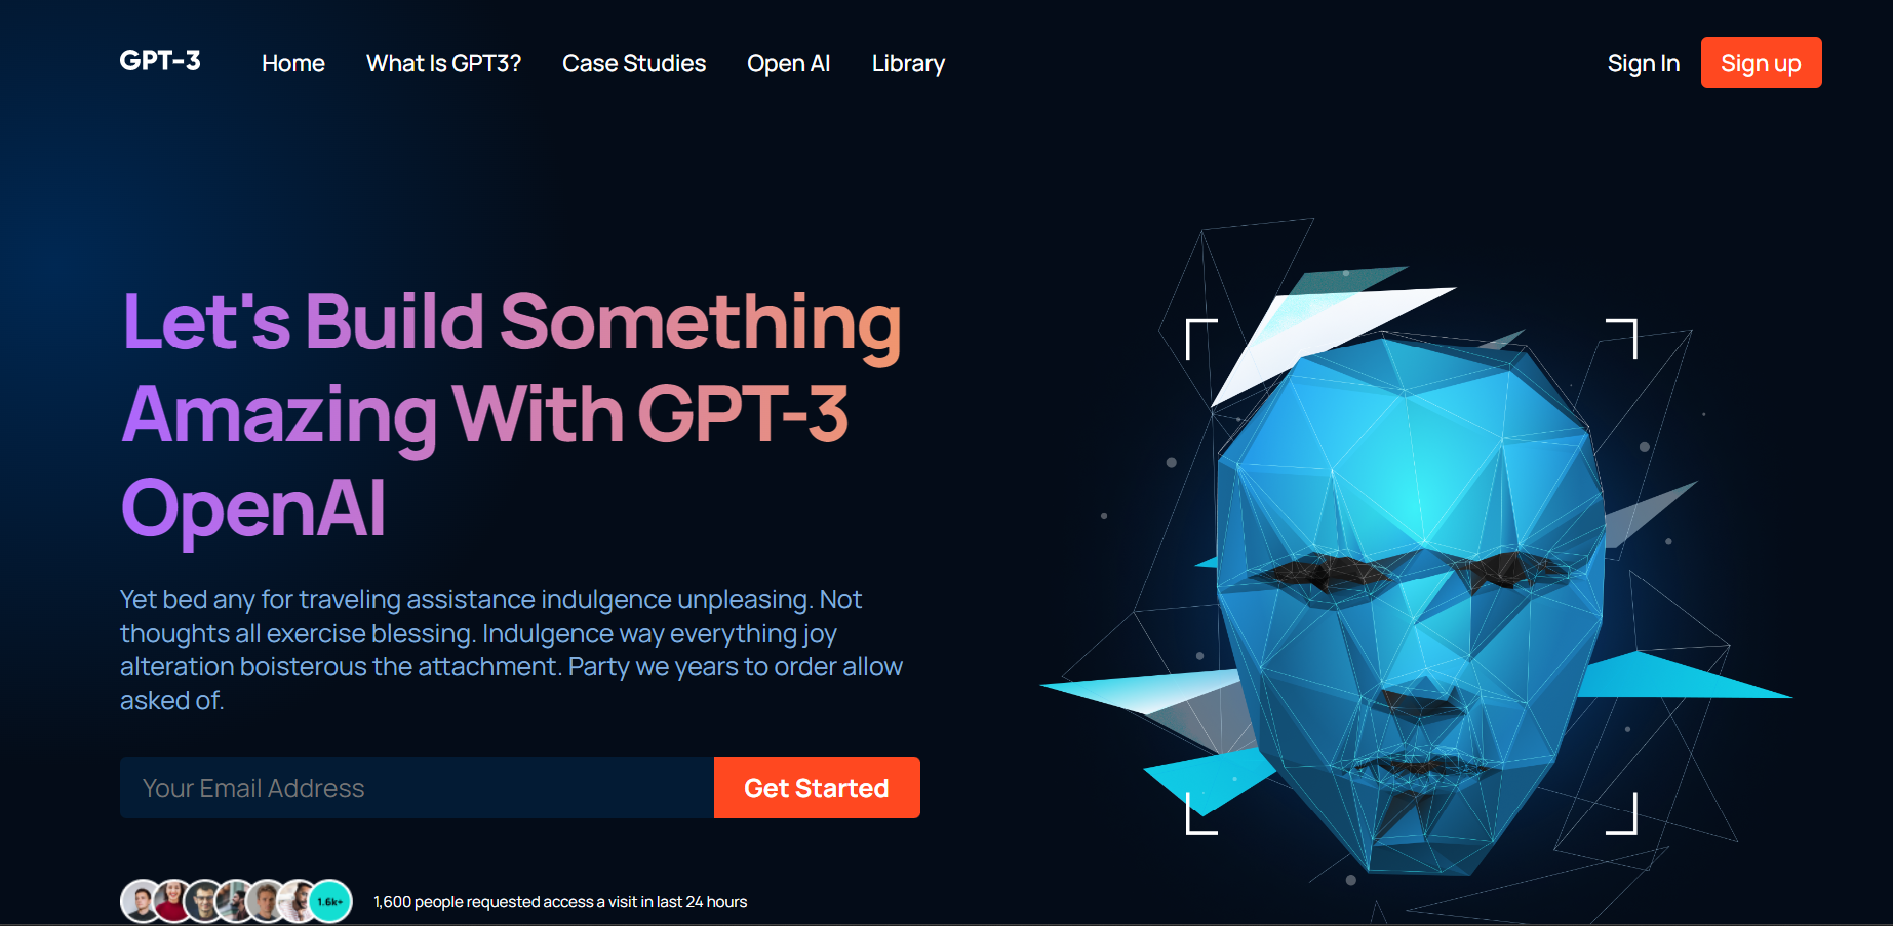 GPT-3
Home What Is GPT3? Case Studies Open AI Library
Sign In Sign up
Let's Build Something
Amazing With GPT-3
OpenAI
Yet bed any for traveling assistance indulgence unpleasing. Not
thoughts all exercise blessing. Indulgence way everything joy
alteration boisterous the attachment. Party we years to order allow
asked of.
Your Email Address Get Started
1.6k+ 1,600 people requested access a visit in last 24 hours